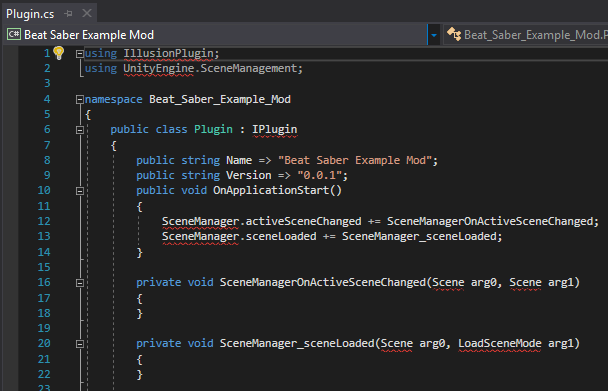 Plugin.cs
C# Beat Saber Example Mod
Beat_Saber_Example_Mod.P
1 using IllusionPlugin;
2 using UnityEngine.SceneManagement;
3
4 namespace Beat_Saber_Example_Mod
5 {
6 public class Plugin : IPlugin
7 {
8 public string Name => "Beat Saber Example Mod";
9 public string Version => "0.0.1";
10 public void OnApplicationStart()
11 {
12 SceneManager.activeSceneChanged += SceneManagerOnActiveSceneChanged;
13 SceneManager.sceneLoaded += SceneManager_sceneLoaded;
14 }
15
16 private void SceneManagerOnActiveSceneChanged(Scene arg0, Scene arg1)
17 {
18 }
19
20 private void SceneManager_sceneLoaded(Scene arg0, LoadSceneMode arg1)
21 {
22 }
23